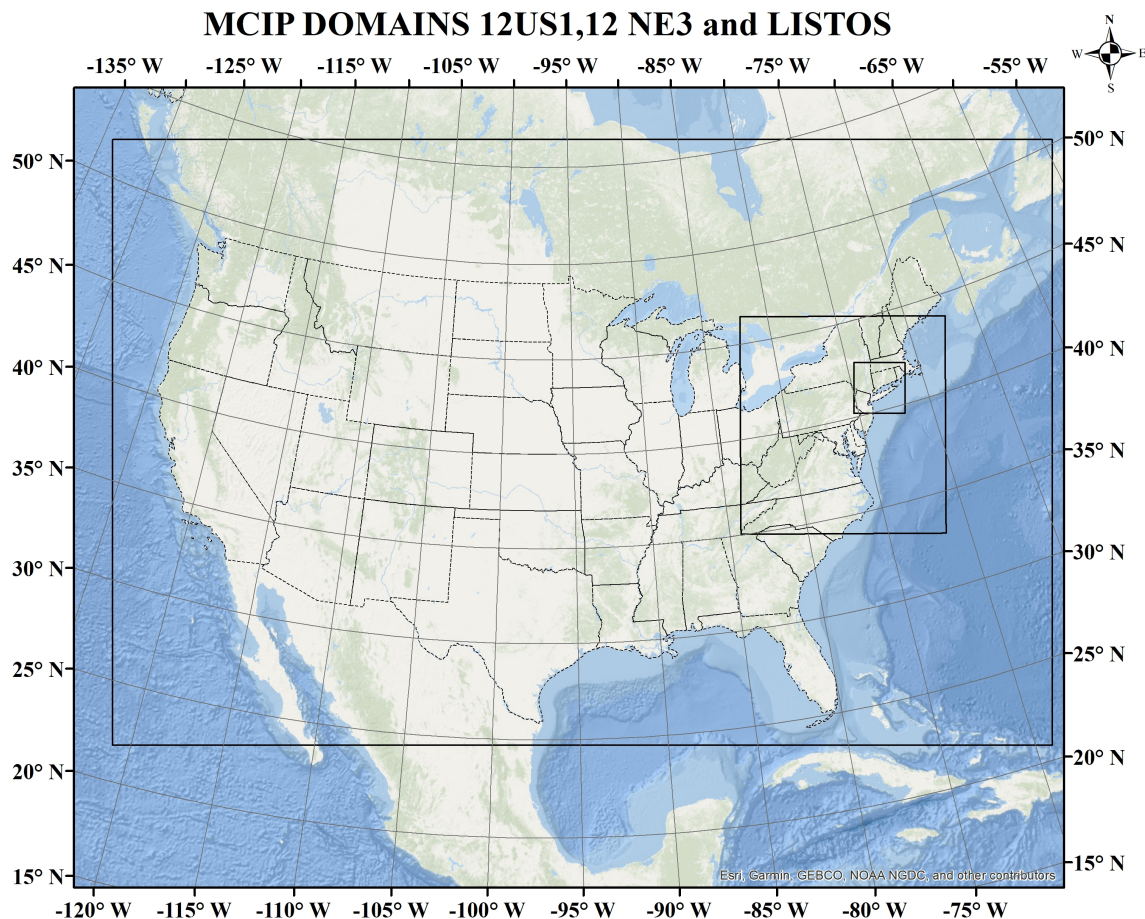 MCIP DOMAINS 12US1,12 NE3 and LISTOS
N
W E
S
-135° W -125° W -115° W -105° W -95° W -85° W -75° W -65° W -55° W
50° N 50° N
45° N 45° N
40° N 40° N
35° N 35° N
30° N 30° N
25° N 25° N
20° N 20° N
15° N 15° N
Esri, Garmin, GEBCO, NOAA NGDC, and other contributors
-120° W -115° W -110° W -105° W -100° W -95° W -90° W -85° W -80° W -75° W